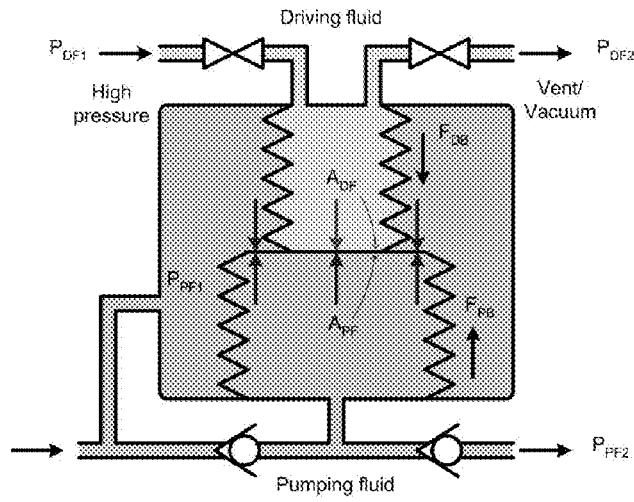 Driving fluid
P_DF1
P_DF2
High
pressure
Vent/
Vacuum
F_DB
A_DF
P_PF1
F_PB
A_PF
P_PF2
Pumping fluid